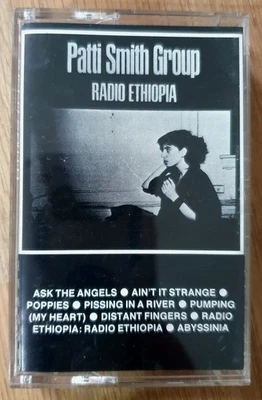 Patti Smith Group
RADIO ETHIOPIA
ASK THE ANGELS ● AIN'T IT STRANGE ●
POPPIES ● PISSING IN A RIVER ● PUMPING
(MY HEART) ● DISTANT FINGERS ● RADIO
ETHIOPIA: RADIO ETHIOPIA ● ABYSSINIA